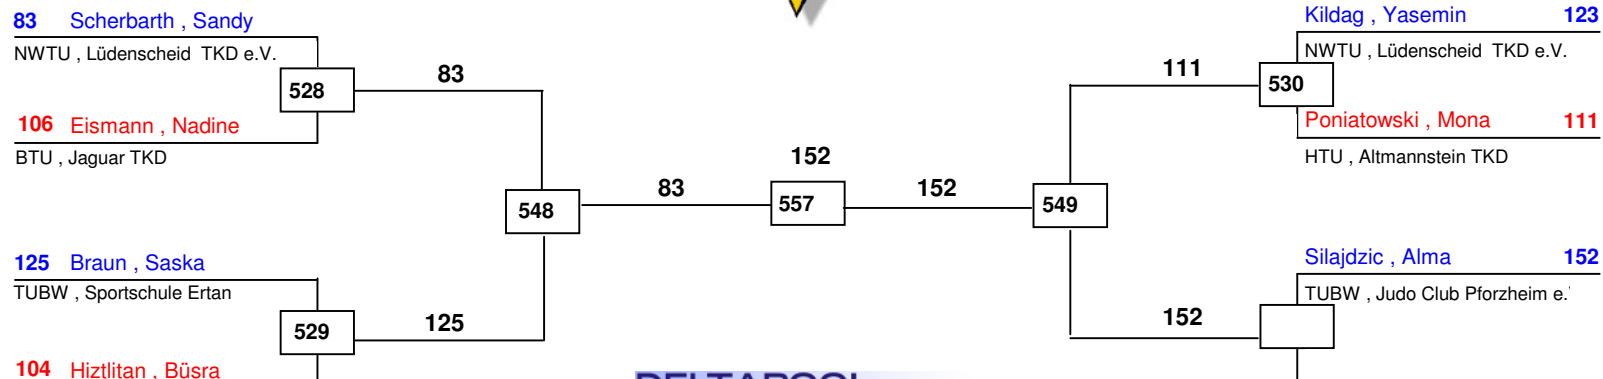 83 Scherbarth , Sandy
NWTU , Lüdenscheid TKD e.V.
528
83
106 Eismann , Nadine
BTU , Jaguar TKD
548
83
125 Braun , Saska
TUBW , Sportschule Ertan
529
125
104 Hiztlitan , Büsra
152
557
152
Kildag , Yasemin 123
NWTU , Lüdenscheid TKD e.V.
111
530
Poniatowski , Mona 111
HTU , Altmannstein TKD
549
Silajdzic , Alma 152
TUBW , Judo Club Pforzheim e.
152